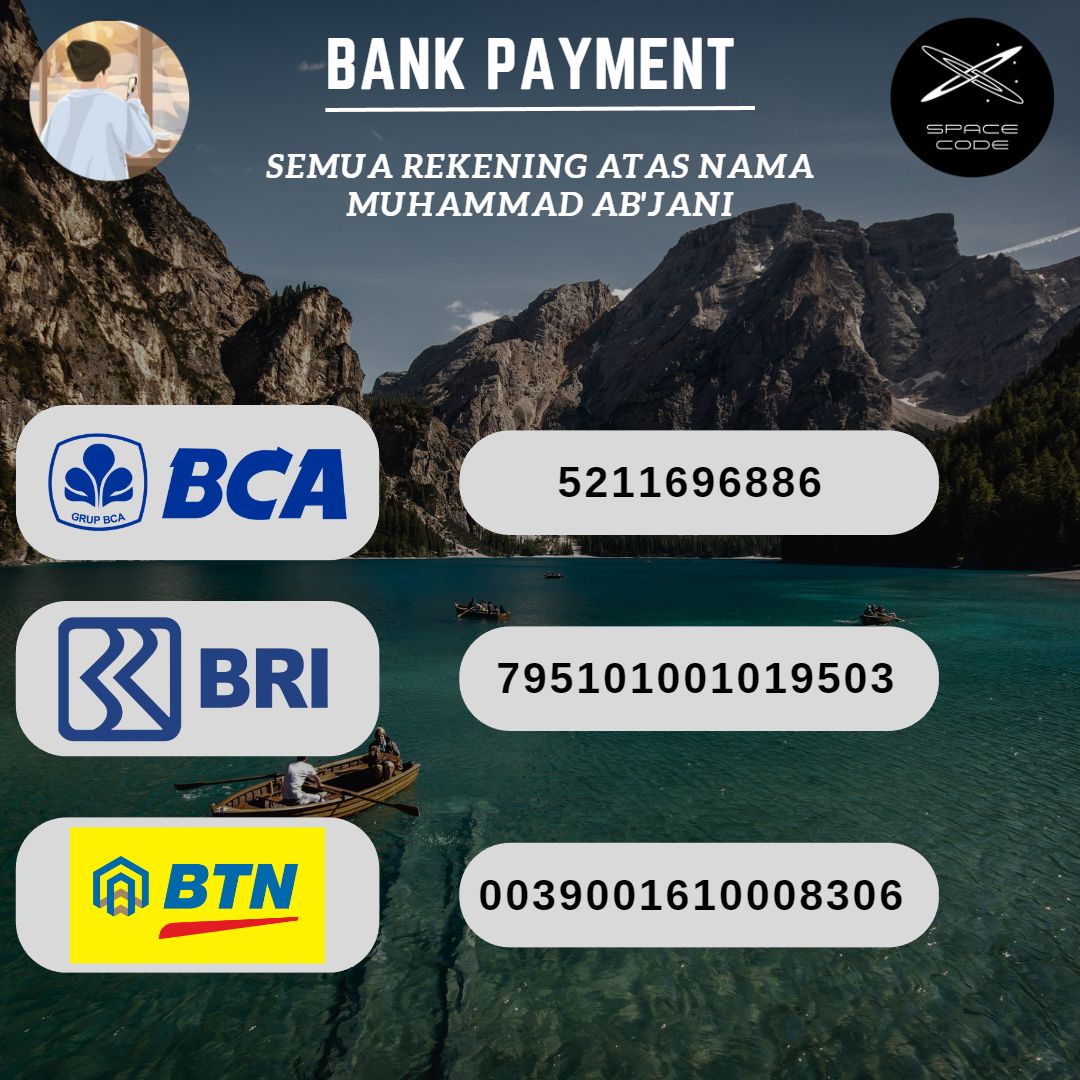 BANK PAYMENT
SPACE
CODE
SEMUA REKENING ATAS NAMA
MUHAMMAD AB'JANI
GRUP BCA
BCA
5211696886
BRI
795101001019503
BTN
0039001610008306